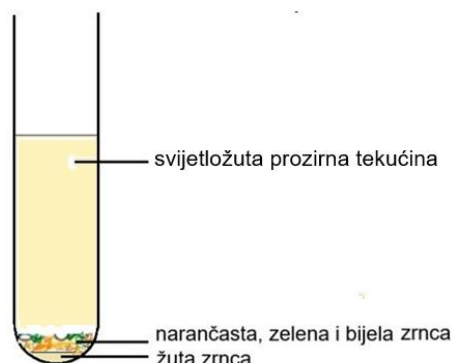 svijetložuta prozirna tekućina
narančasta, zelena i bijela zrnca
žuta zrnca